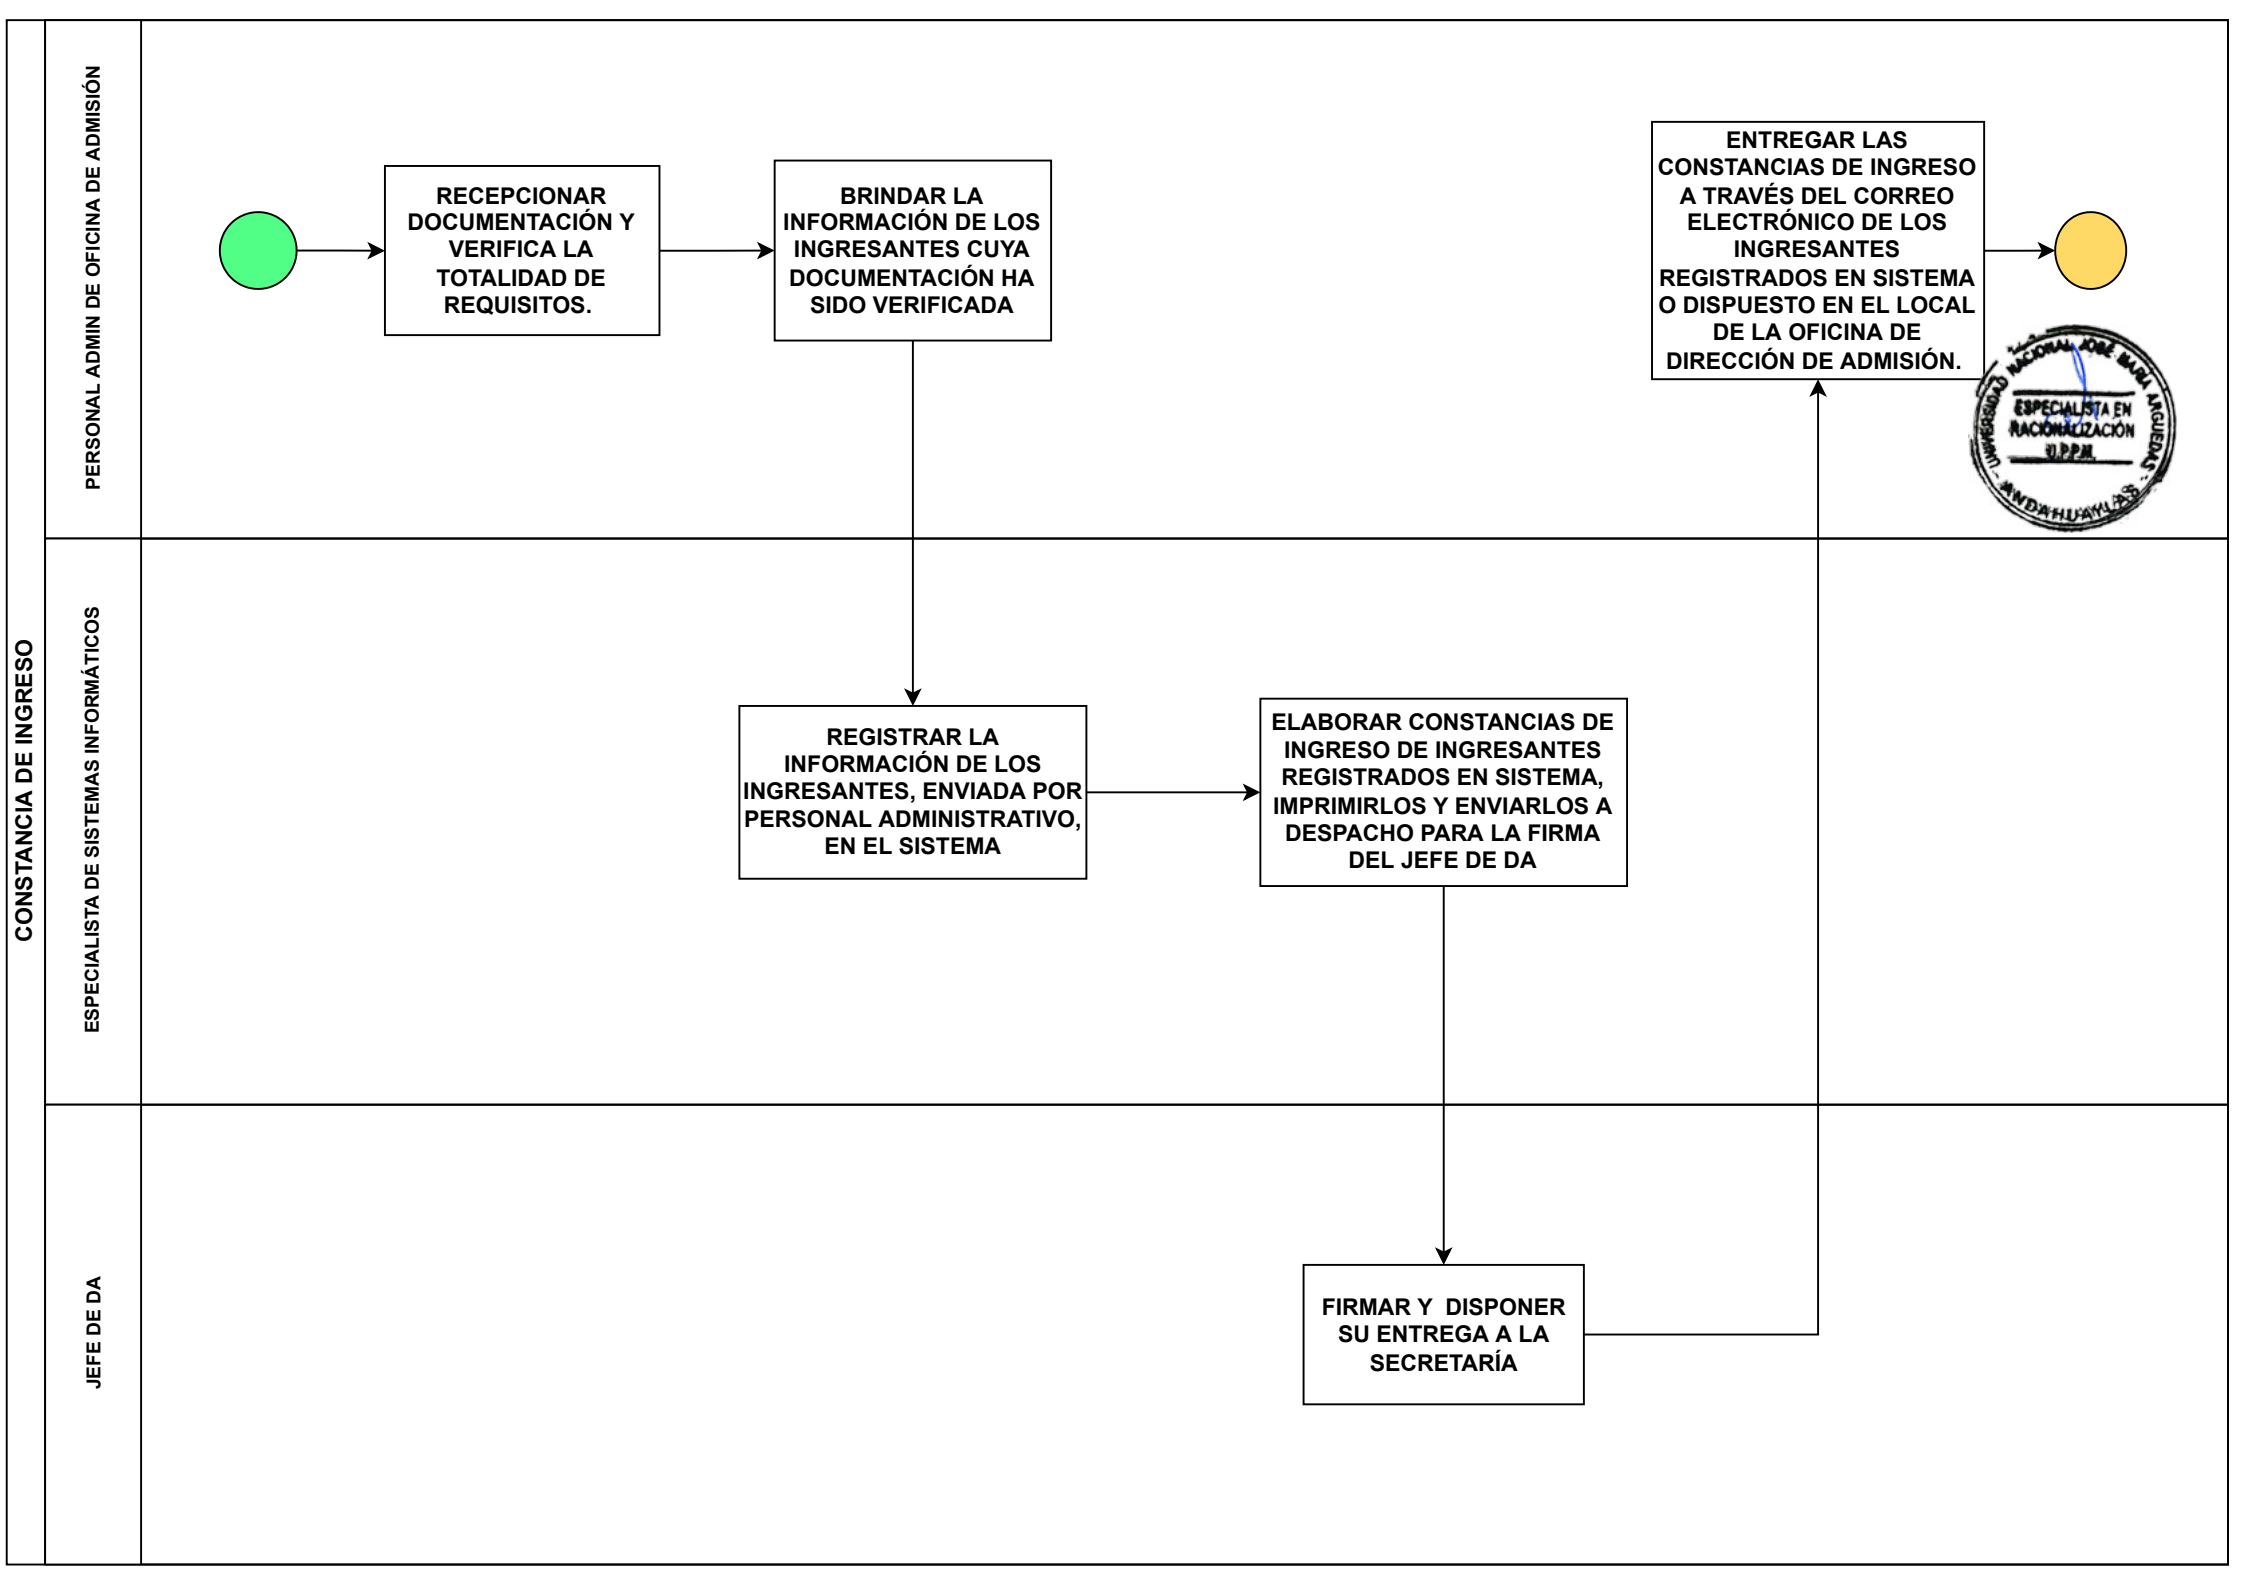 CONSTANCIA DE INGRESO
PERSONAL ADMIN DE OFICINA DE ADMISIÓN
RECEPCIONAR
DOCUMENTACIÓN Y
VERIFICA LA
TOTALIDAD DE
REQUISITOS.
BRINDAR LA
INFORMACIÓN DE LOS
INGRESANTES CUYA
DOCUMENTACIÓN HA
SIDO VERIFICADA
ENTREGAR LAS
CONSTANCIAS DE INGRESO
A TRAVÉS DEL CORREO
ELECTRÓNICO DE LOS
INGRESANTES
REGISTRADOS EN SISTEMA
O DISPUESTO EN EL LOCAL
DE LA OFICINA DE
DIRECCIÓN DE ADMISIÓN.
UNIVERSIDAD NACIONAL JOSÉ MARÍA ARGUEDAS
ESPECIALISTA EN
RACIONALIZACIÓN
U.P.P.M.
- ANDAHUAYLAS -
ESPECIALISTA DE SISTEMAS INFORMÁTICOS
REGISTRAR LA
INFORMACIÓN DE LOS
INGRESANTES, ENVIADA POR
PERSONAL ADMINISTRATIVO,
EN EL SISTEMA
ELABORAR CONSTANCIAS DE
INGRESO DE INGRESANTES
REGISTRADOS EN SISTEMA,
IMPRIMIRLOS Y ENVIARLOS A
DESPACHO PARA LA FIRMA
DEL JEFE DE DA
JEFE DE DA
FIRMAR Y DISPONER
SU ENTREGA A LA
SECRETARÍA